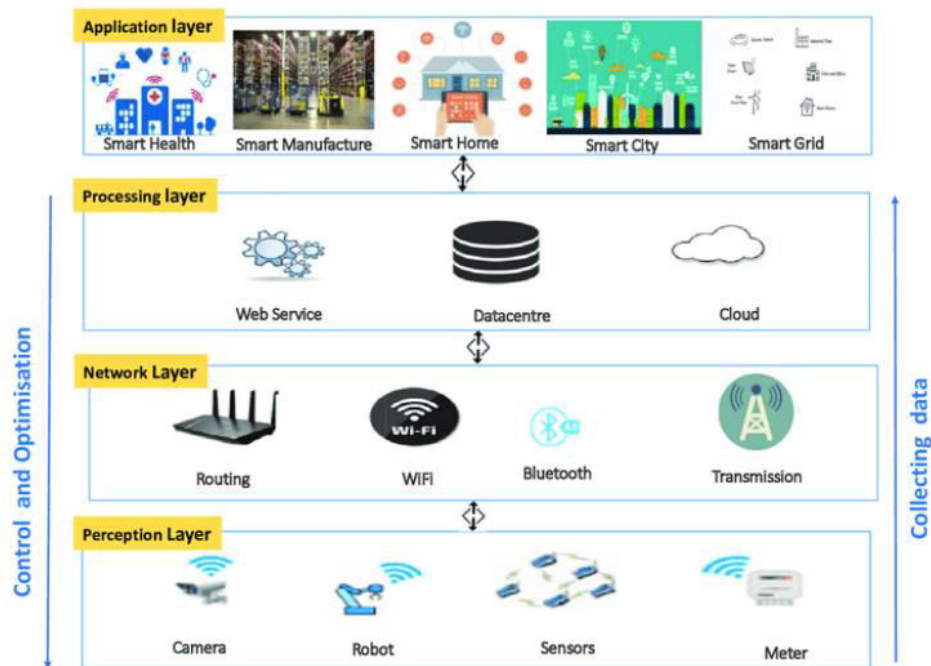 Application layer
Smart Health
Smart Manufacture
Smart Home
Smart City
Smart Grid
Processing layer
Web Service
Datacentre
Cloud
Network Layer
Wi-Fi
Routing
WiFi
Bluetooth
Transmission
Perception Layer
Camera
Robot
Sensors
Meter
Control and Optimisation
Collecting data